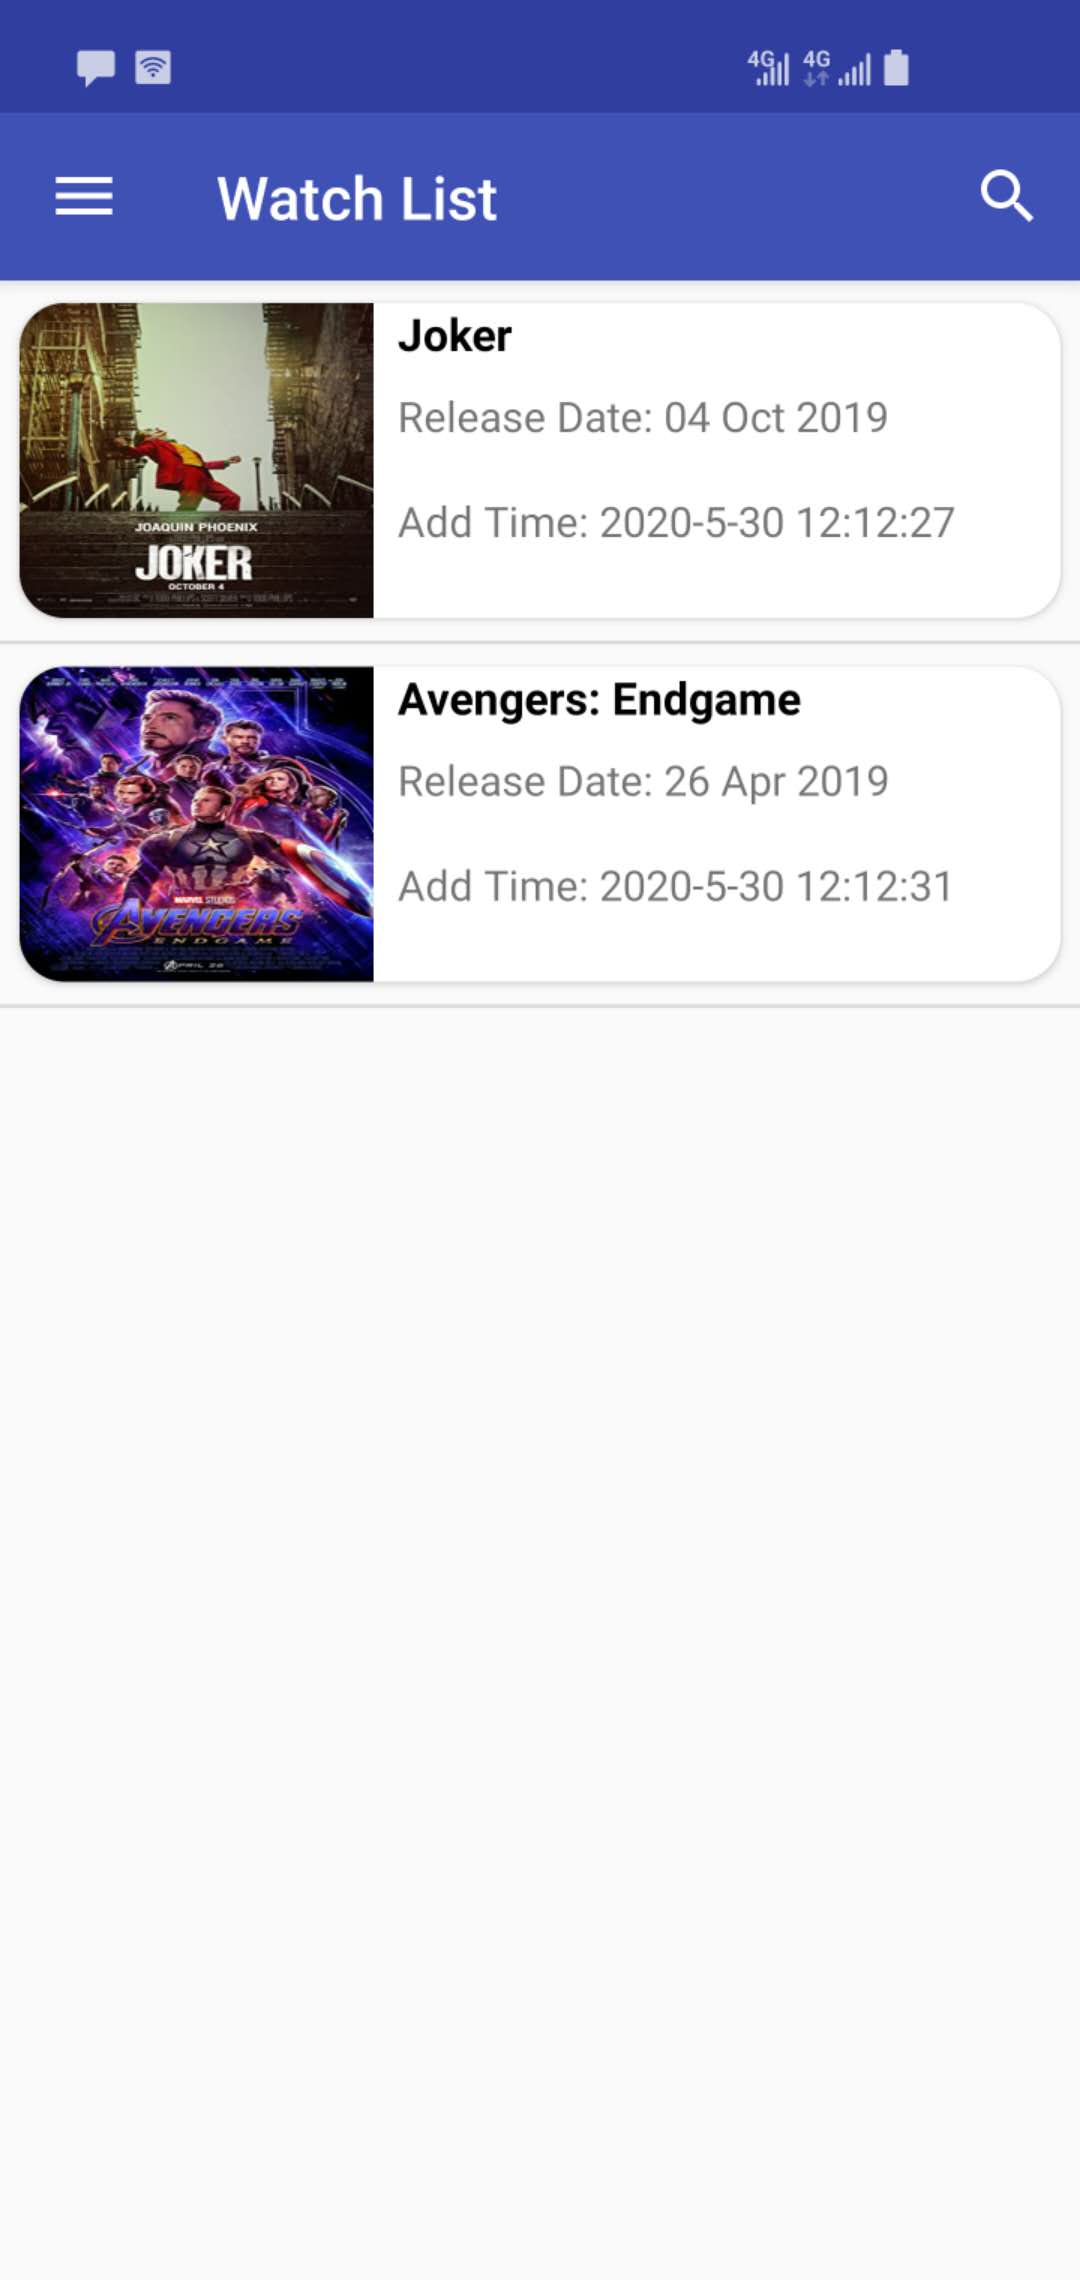 4G 4G
Watch List
Joker
Release Date: 04 Oct 2019
Add Time: 2020-5-30 12:12:27
JOAQUIN PHOENIX
JOKER
OCTOBER 4
Avengers: Endgame
Release Date: 26 Apr 2019
Add Time: 2020-5-30 12:12:31
MARVEL STUDIOS
AVENGERS
ENDGAME
APRIL 26